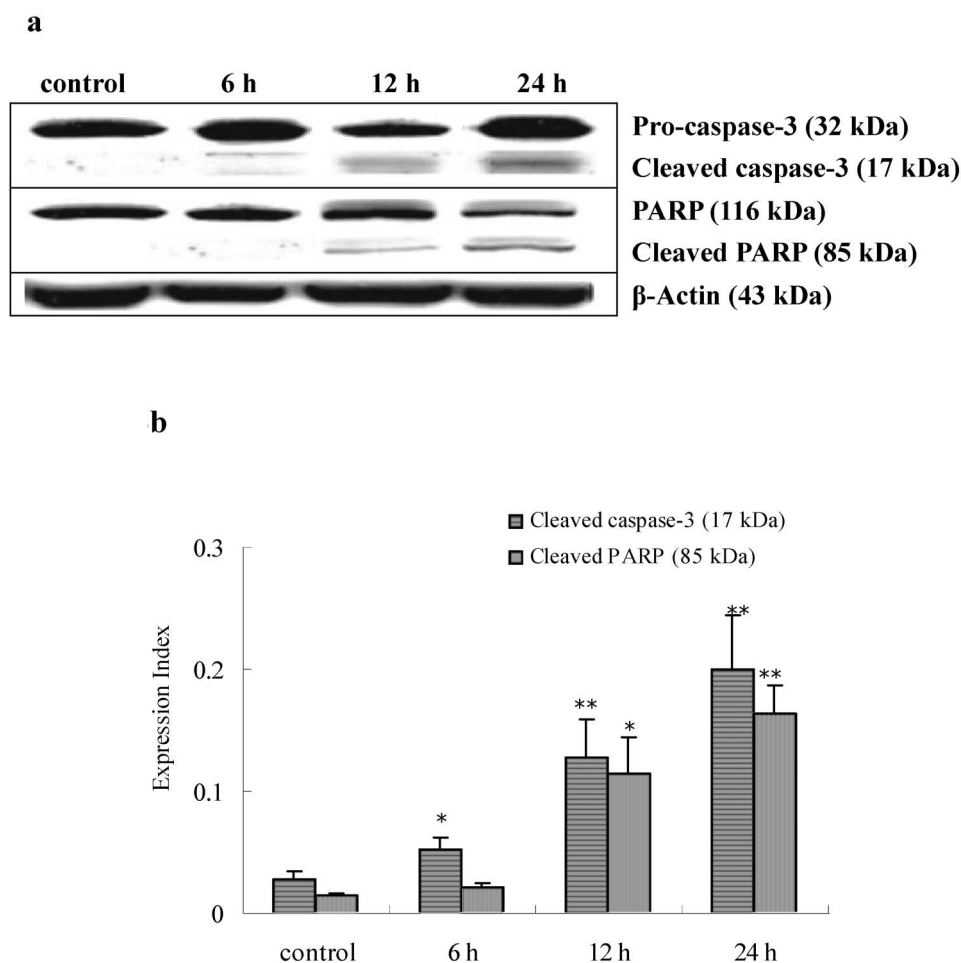 a
control 6 h 12 h 24 h
Pro-caspase-3 (32 kDa)
Cleaved caspase-3 (17 kDa)
PARP (116 kDa)
Cleaved PARP (85 kDa)
β-Actin (43 kDa)
b
Cleaved caspase-3 (17 kDa)
Cleaved PARP (85 kDa)
0.3
0.2
0.1
0
Expression Index
*
**
*
**
**
control 6 h 12 h 24 h